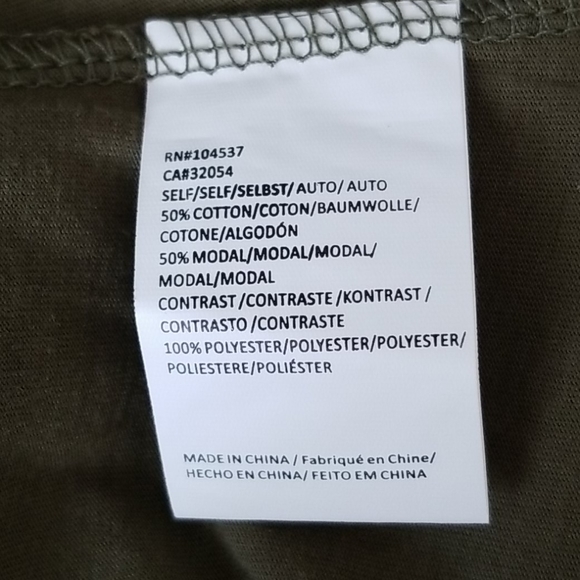 RN#104537
CA#32054
SELF/SELF/SELBST/AUTO/AUTO
50% COTTON/COTON/BAUMWOLLE/
COTONE/ALGODÓN
50% MODAL/MODAL/MODAL/
MODAL/MODAL
CONTRAST/CONTRASTE/KONTRAST/
CONTRASTO/CONTRASTE
100% POLYESTER/POLYESTER/POLYESTER/
POLIESTERE/POLIÉSTER
MADE IN CHINA / Fabriqué en Chine/
HECHO EN CHINA/ FEITO EM CHINA